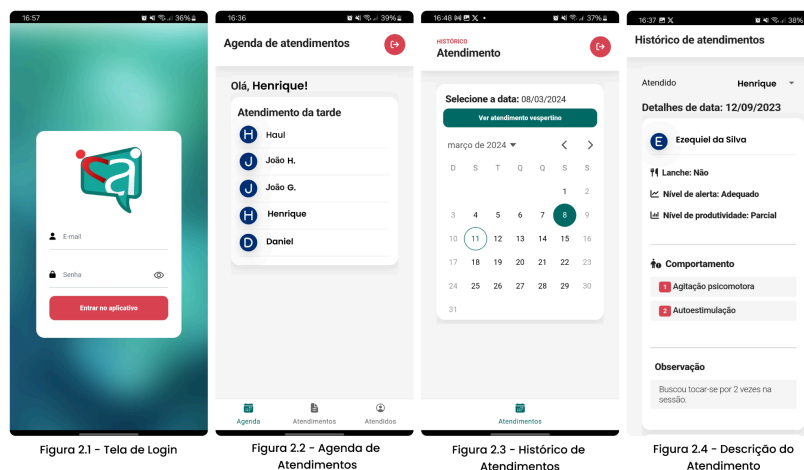 16:57
36%
E-mail
Senha
Entrar no aplicativo
Figura 2.1 - Tela de Login
16:36
39%
Agenda de atendimentos
Olá, Henrique!
Atendimento da tarde
H Haul
J João H.
J João G.
H Henrique
D Daniel
Agenda Atendimentos Atendidos
Figura 2.2 - Agenda de
Atendimentos
16:48
37%
HISTÓRICO
Atendimento
Selecione a data: 08/03/2024
Ver atendimento vespertino
março de 2024
D S T Q Q S S
1 2
3 4 5 6 7 8 9
10 11 12 13 14 15 16
17 18 19 20 21 22 23
24 25 26 27 28 29 30
31
Atendimentos
Figura 2.3 - Histórico de
Atendimentos
16:37
38%
Histórico de atendimentos
Atendido Henrique
Detalhes de data: 12/09/2023
E Ezequiel da Silva
Lanche: Não
Nível de alerta: Adequado
Nível de produtividade: Parcial
Comportamento
1 Agitação psicomotora
2 Autoestimulação
Observação
Buscou tocar-se por 2 vezes na
sessão.
Figura 2.4 - Descrição do
Atendimento